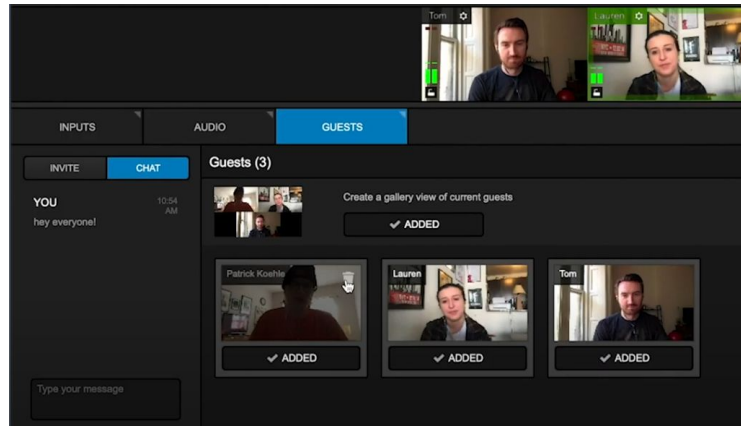 Tom
Lauren
INPUTS
AUDIO
GUESTS
INVITE
CHAT
Guests (3)
YOU
10:54 AM
hey everyone!
Create a gallery view of current guests
ADDED
Patrick Koehle
Lauren
Tom
ADDED
ADDED
ADDED
Type your message